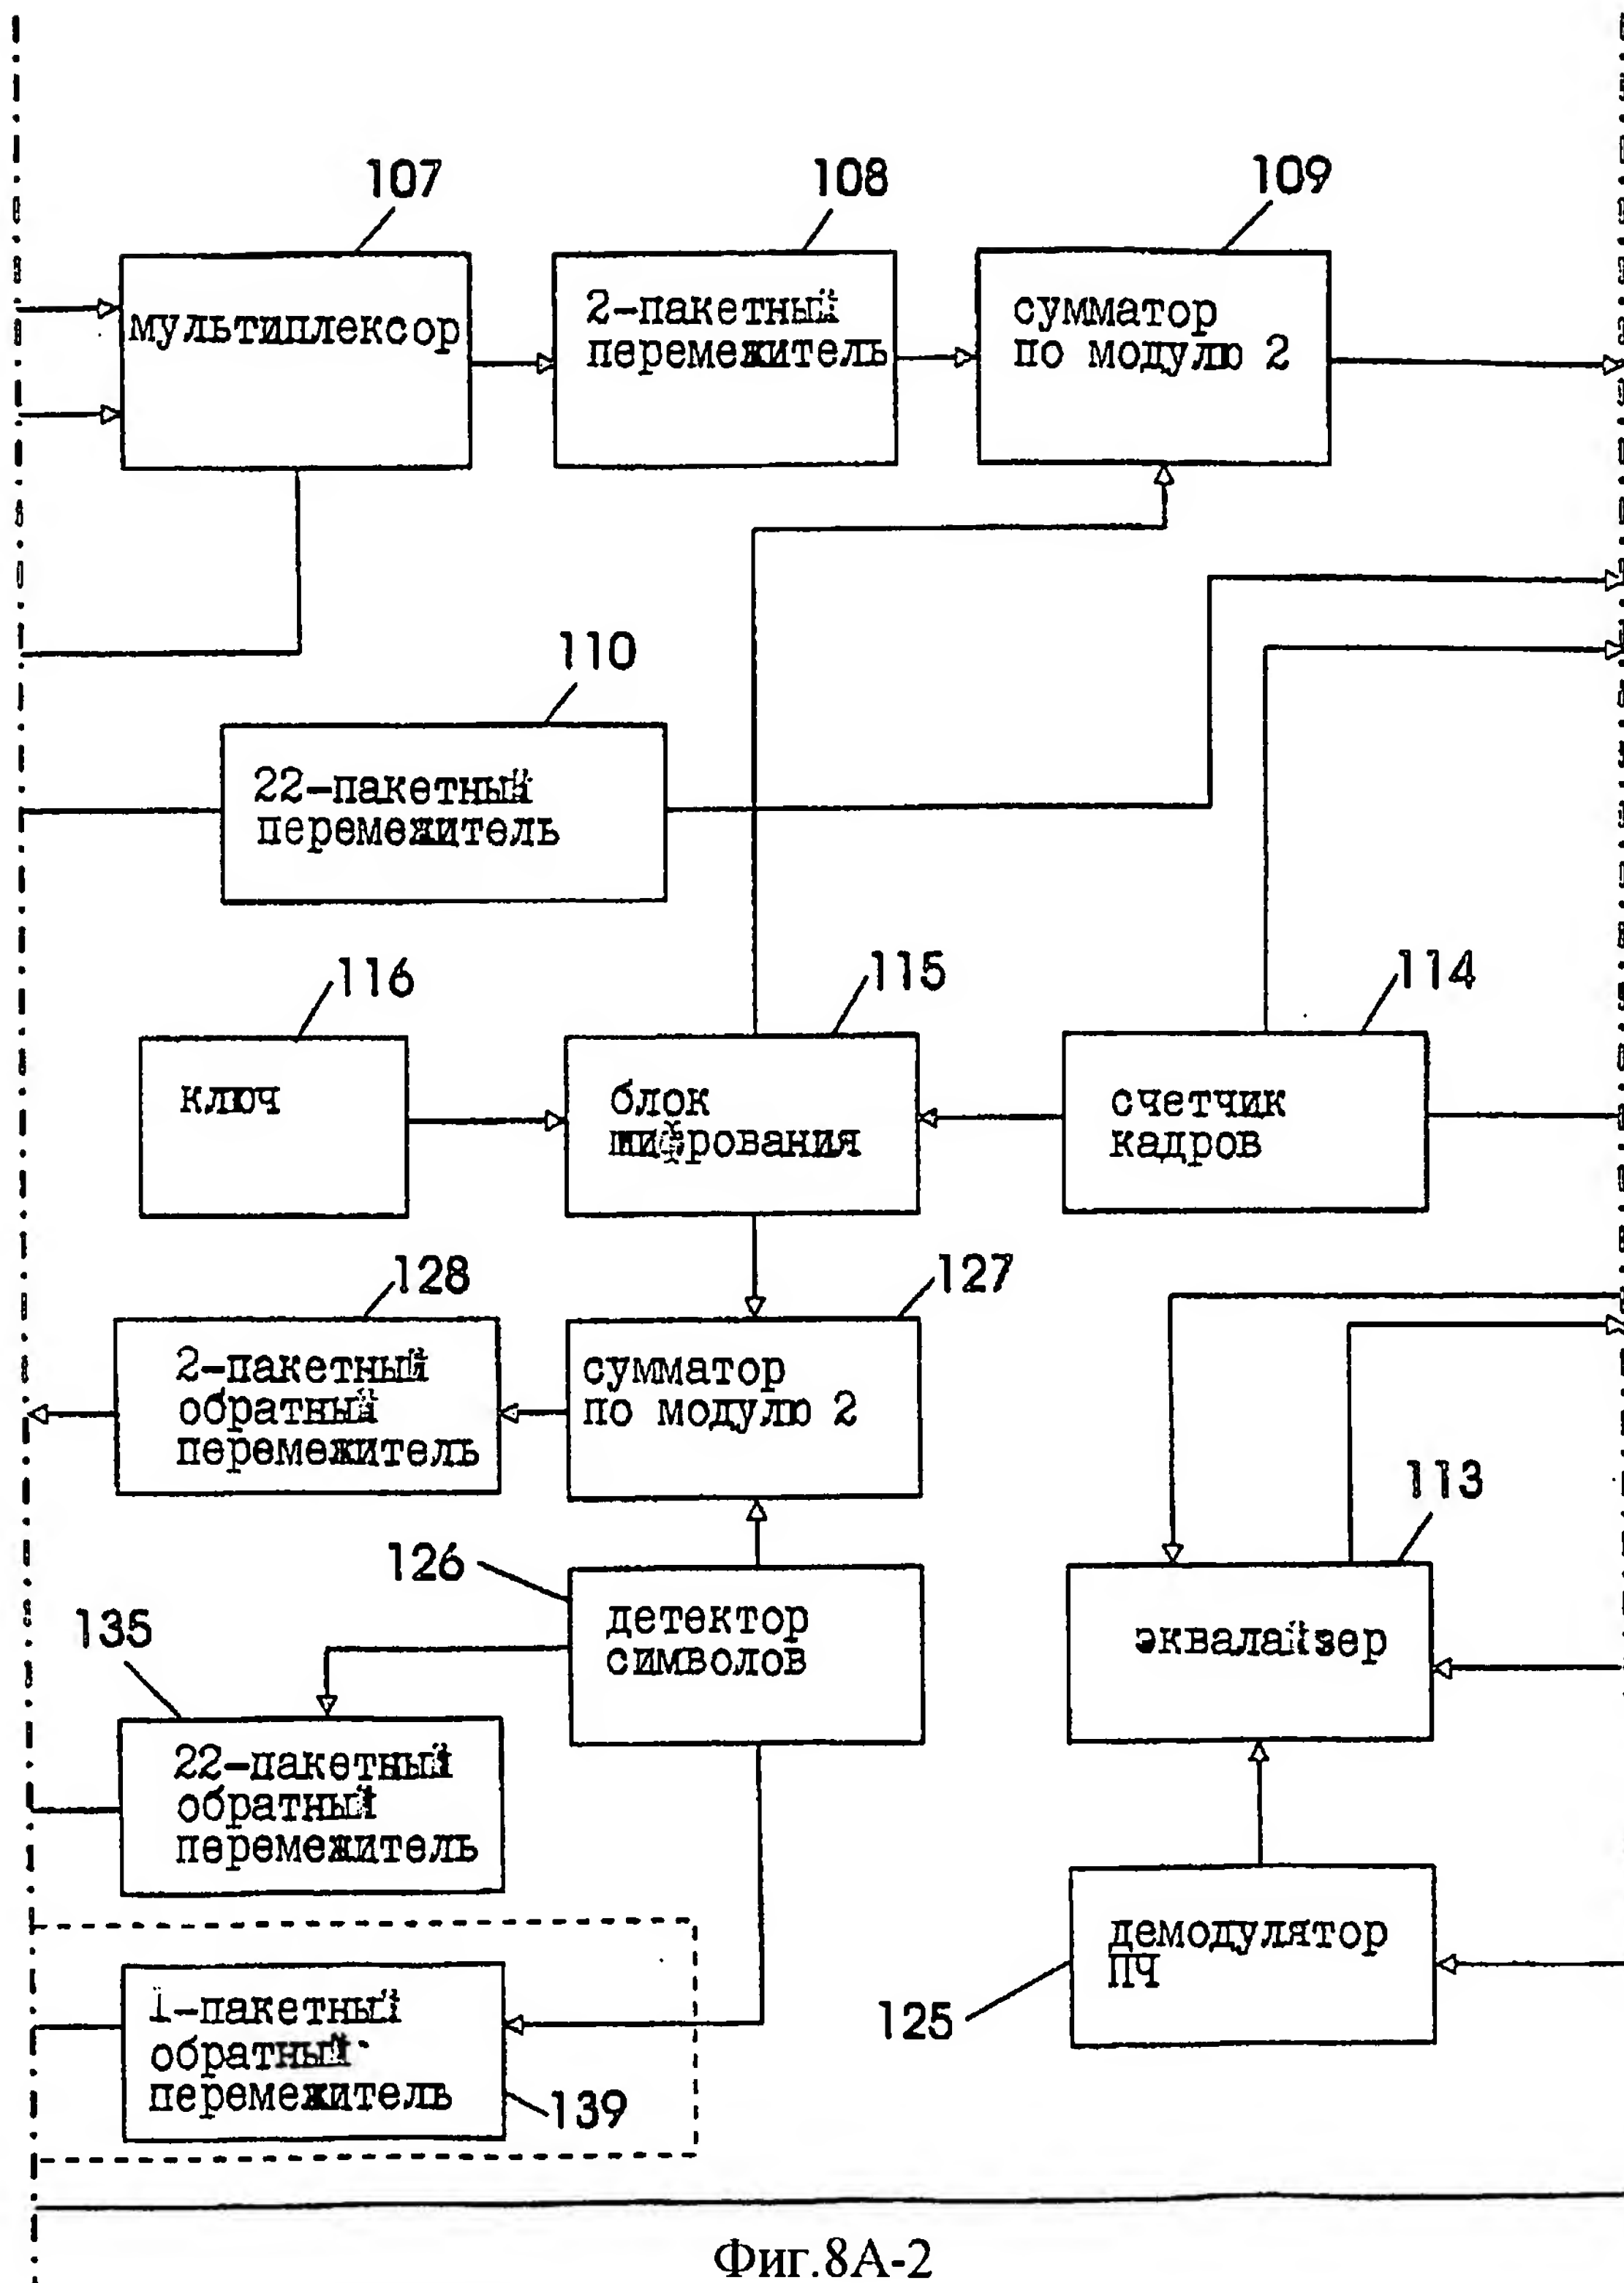 107
108
109
мультиплексор
2-пакетный
перемежитель
сумматор
по модулю 2
110
22-пакетный
перемежитель
116
115
114
ключ
блок
шифрования
счетчик
кадров
128
127
2-пакетный
обратный
перемежитель
сумматор
по модулю 2
113
126
детектор
символов
эквалайзер
135
22-пакетный
обратный
перемежитель
демодулятор
ПЧ
125
1-пакетный
обратный
перемежитель
139
Фиг.8А-2